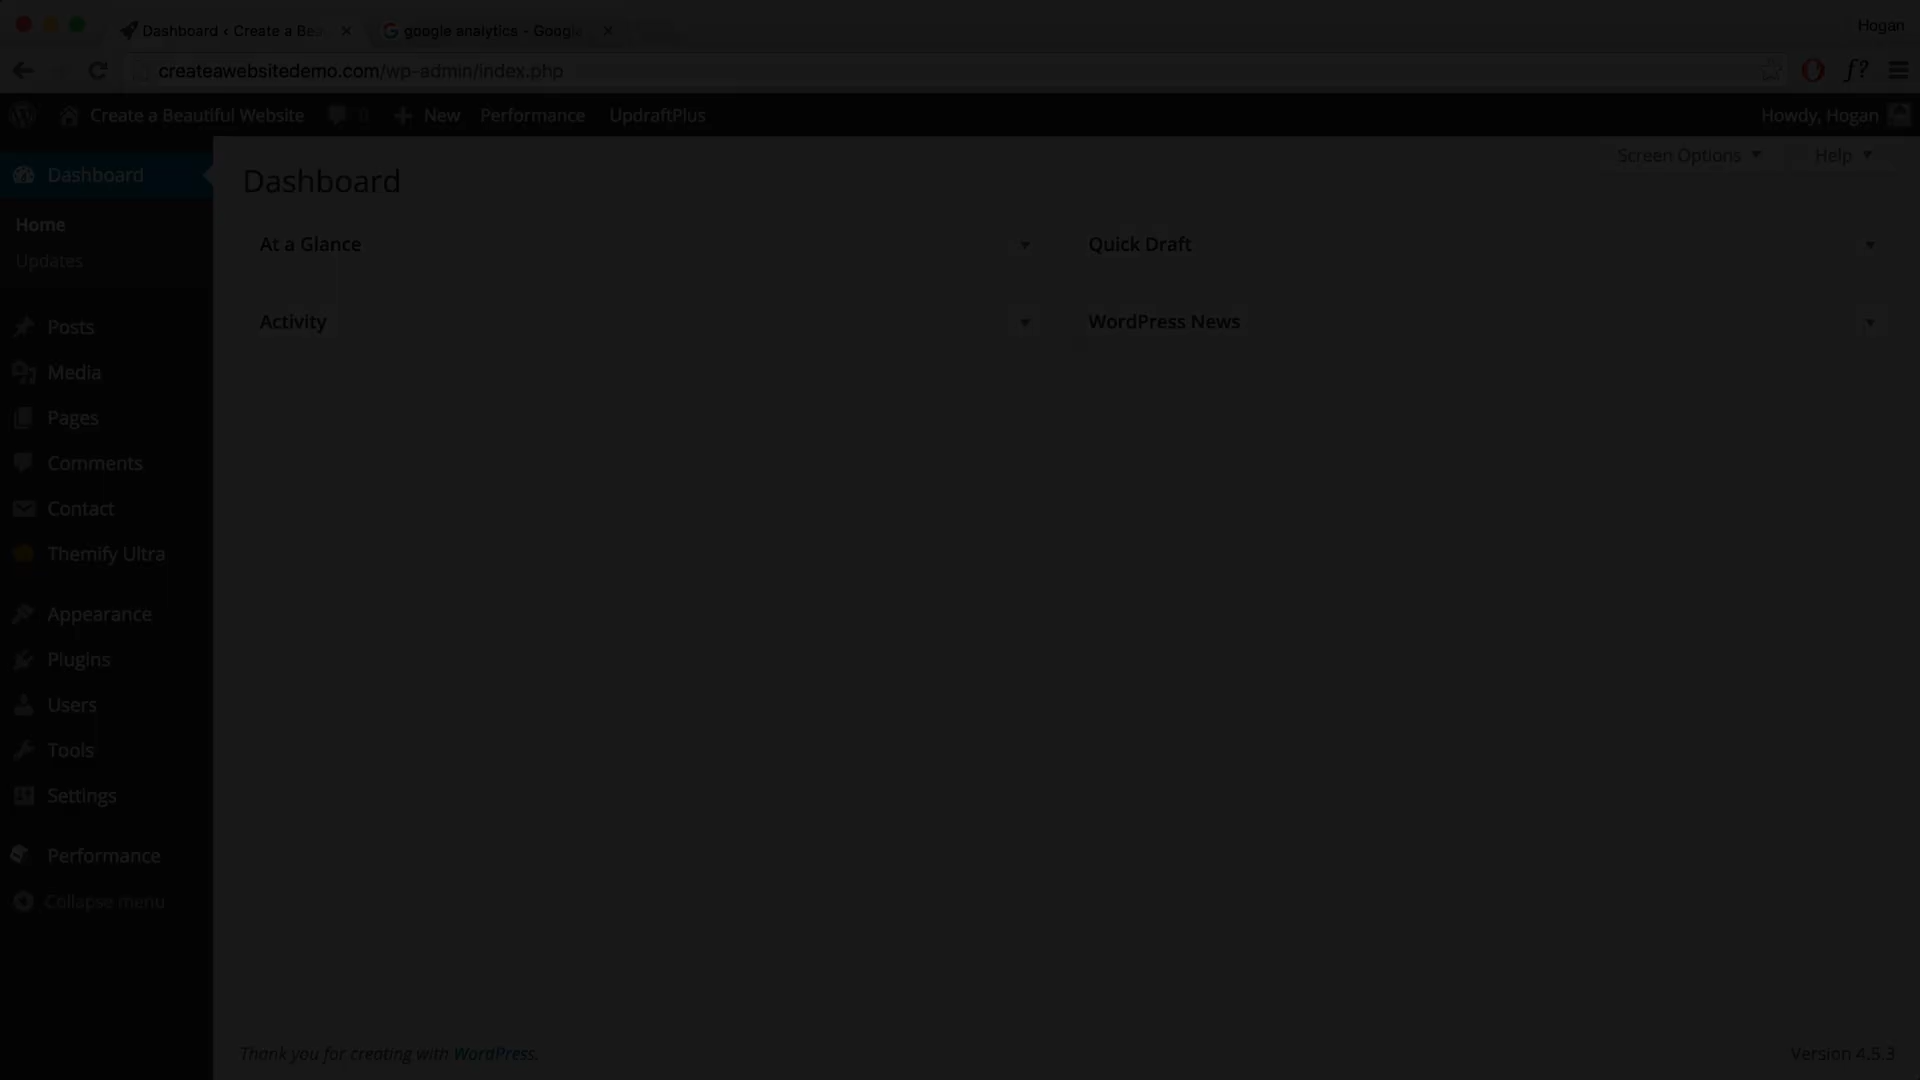 Dashboard ‹ Create a Bea
google analytics - Google
Hogan
createawebsitedemo.com/wp-admin/index.php
f?
Create a Beautiful Website
0
New
Performance
UpdraftPlus
Howdy, Hogan
Dashboard
Home
Updates
Posts
Media
Pages
Comments
Contact
Themify Ultra
Appearance
Plugins
Users
Tools
Settings
Performance
Collapse menu
Dashboard
Screen Options
Help
At a Glance
Quick Draft
Activity
WordPress News
Thank you for creating with WordPress.
Version 4.5.3